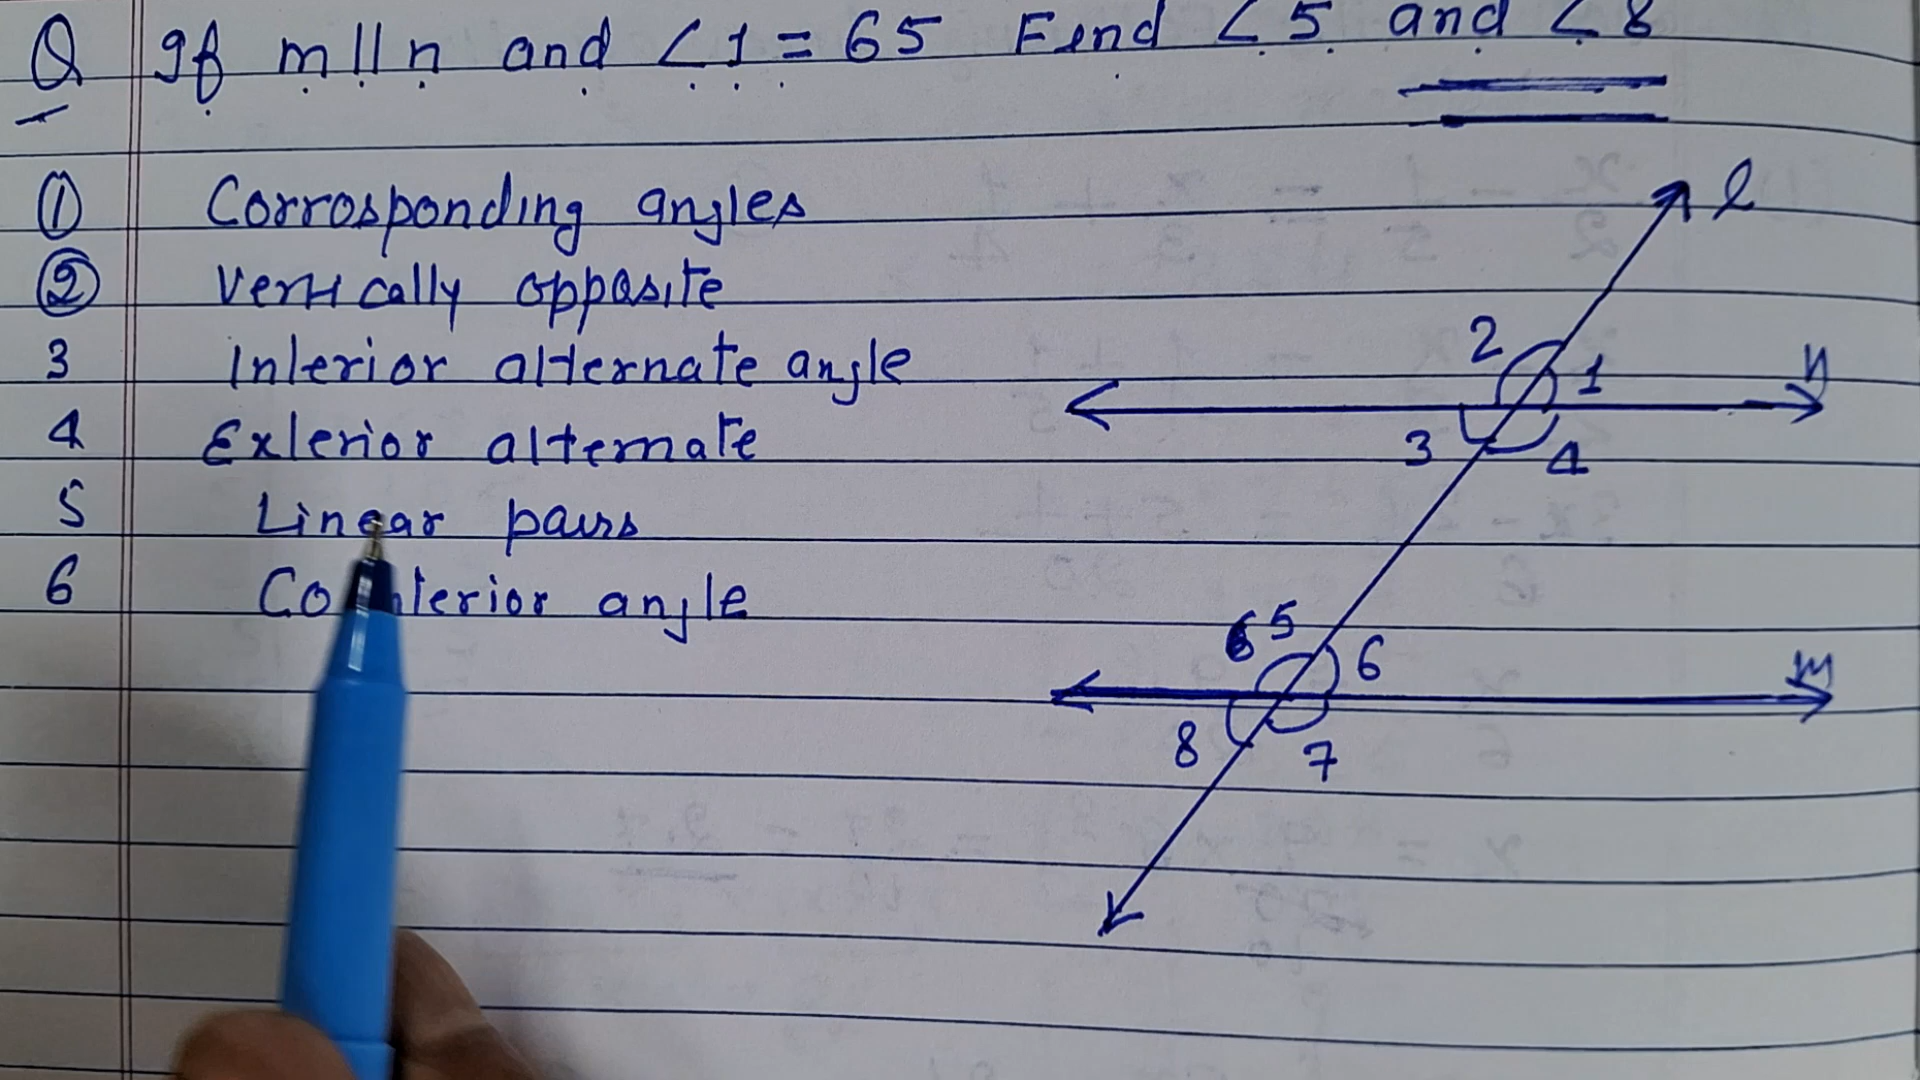 Q If m||n and ∠1=65 Find ∠5 and ∠8
① Corrosponding angles
② Vertically opposite
3 Interior alternate angle
4 Exterior alternate
5 Linear pairs
6 angle
l
n
2 1
3 4
m
5 6
8 7